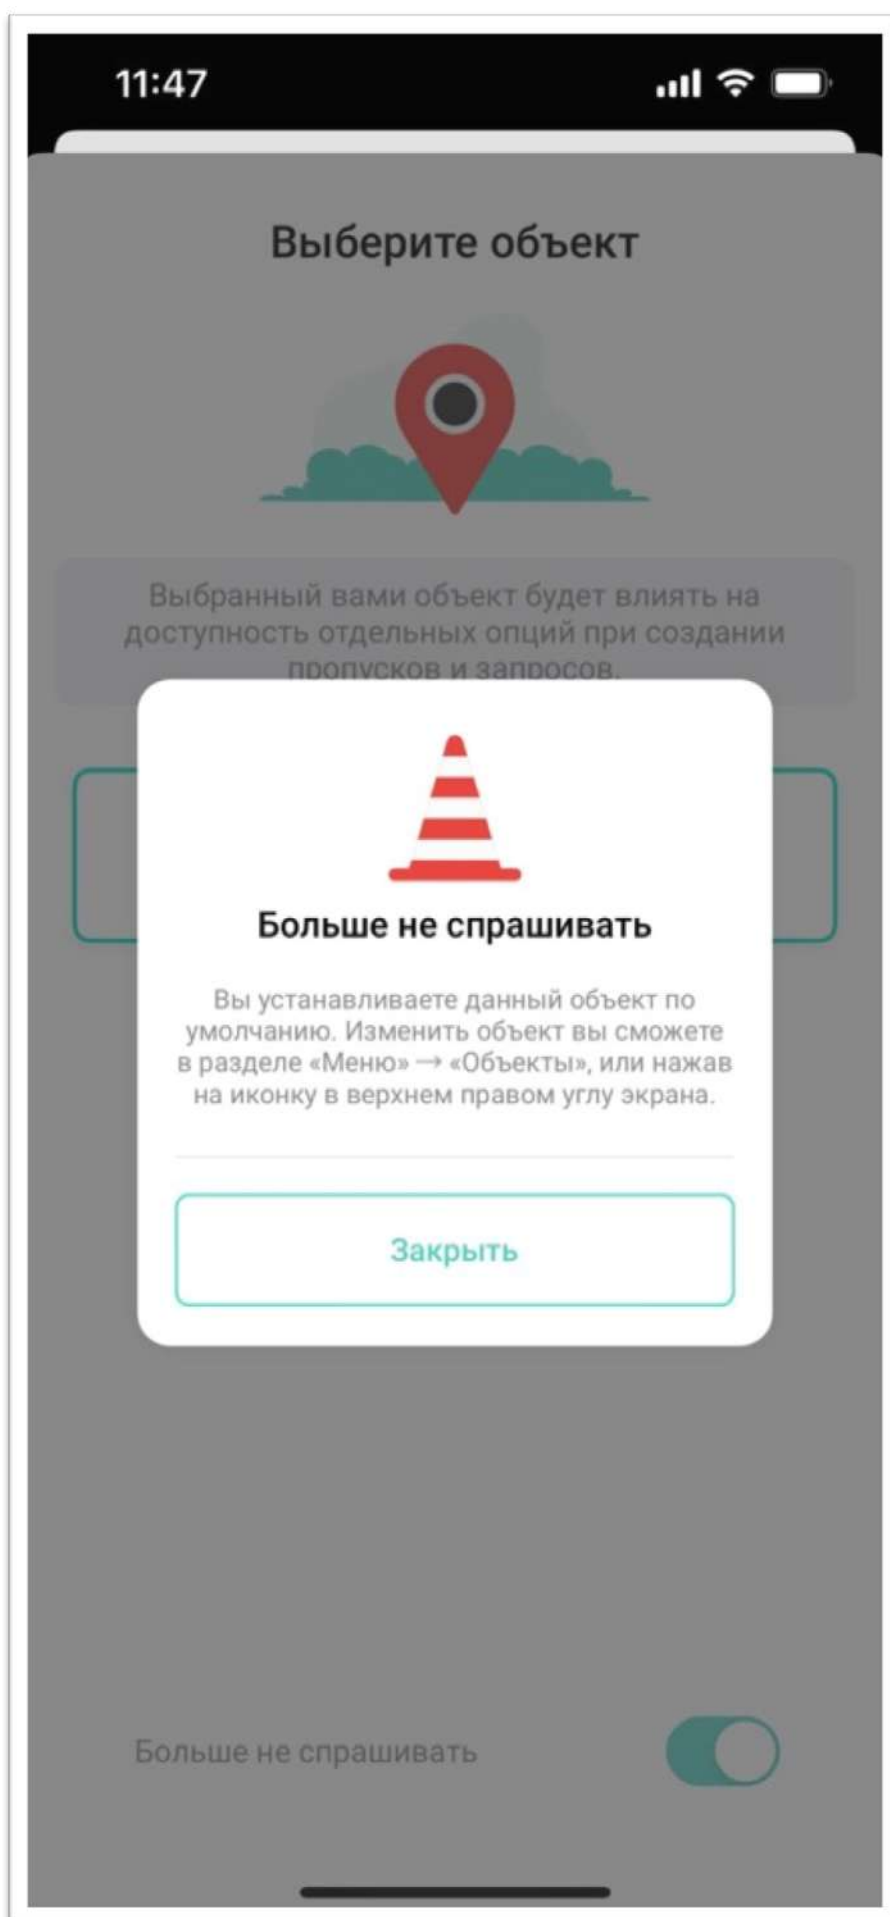 11:47
Выберите объект
Выбранный вами объект будет влиять на
доступность отдельных опций при создании
пропусков и запросов.
Больше не спрашивать
Вы устанавливаете данный объект по
умолчанию. Изменить объект вы сможете
в разделе «Меню» → «Объекты», или нажав
на иконку в верхнем правом углу экрана.
Закрыть
Больше не спрашивать